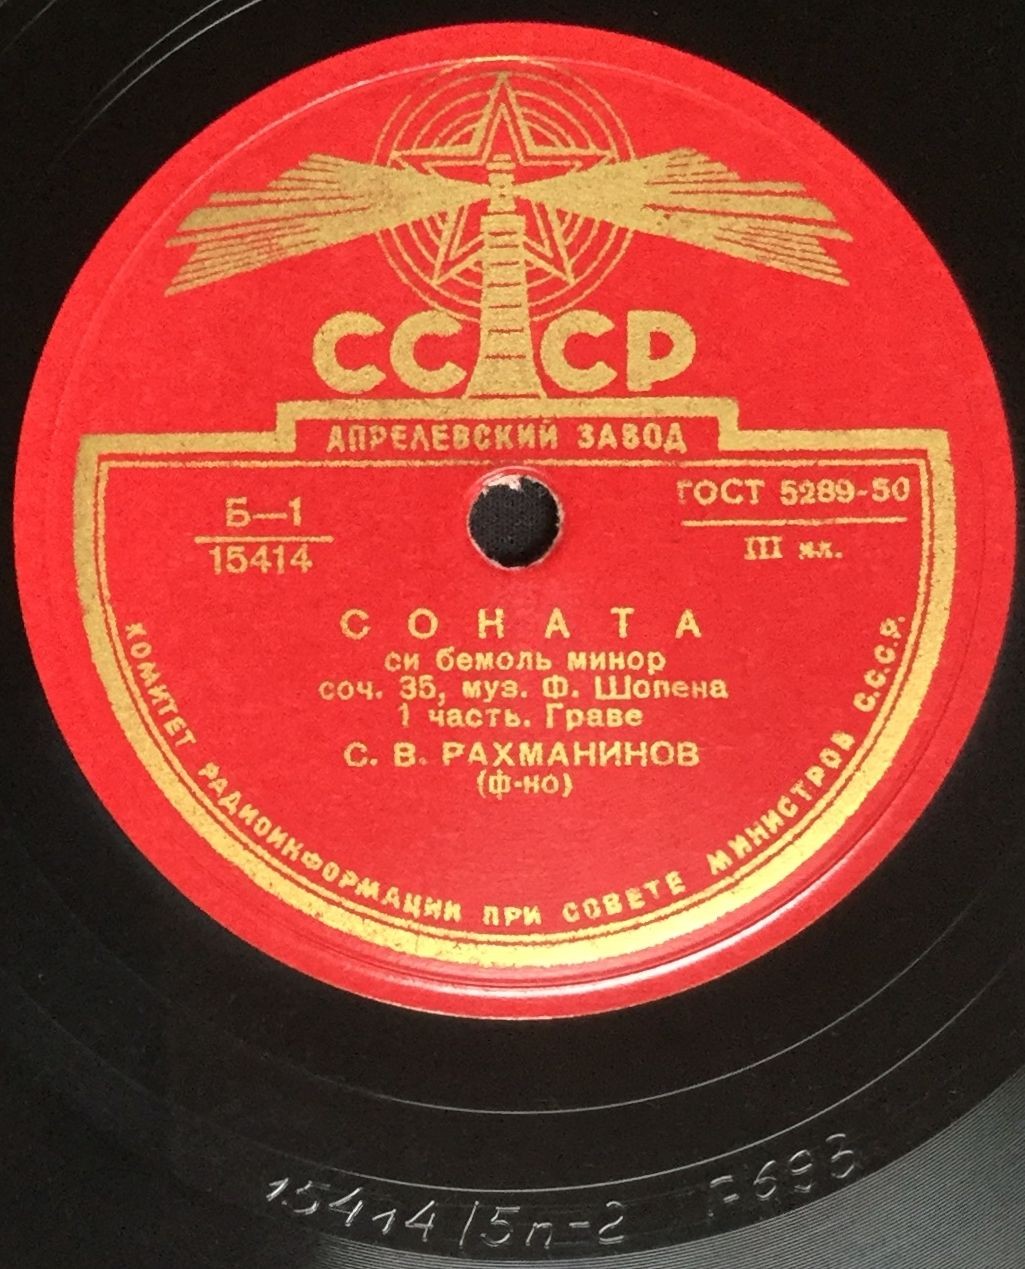 СССР
АПРЕЛЕВСКИЙ ЗАВОД
Б—1
15414
ГОСТ 5289-50
III кл.
СОНАТА
си бемоль минор
соч. 35, муз. Ф. Шопена
1 часть. Граве
С. В. РАХМАНИНОВ
(ф-но)
КОМИТЕТ РАДИОИНФОРМАЦИИ ПРИ СОВЕТЕ МИНИСТРОВ С.С.С.Р.
15414/5п-2 F693